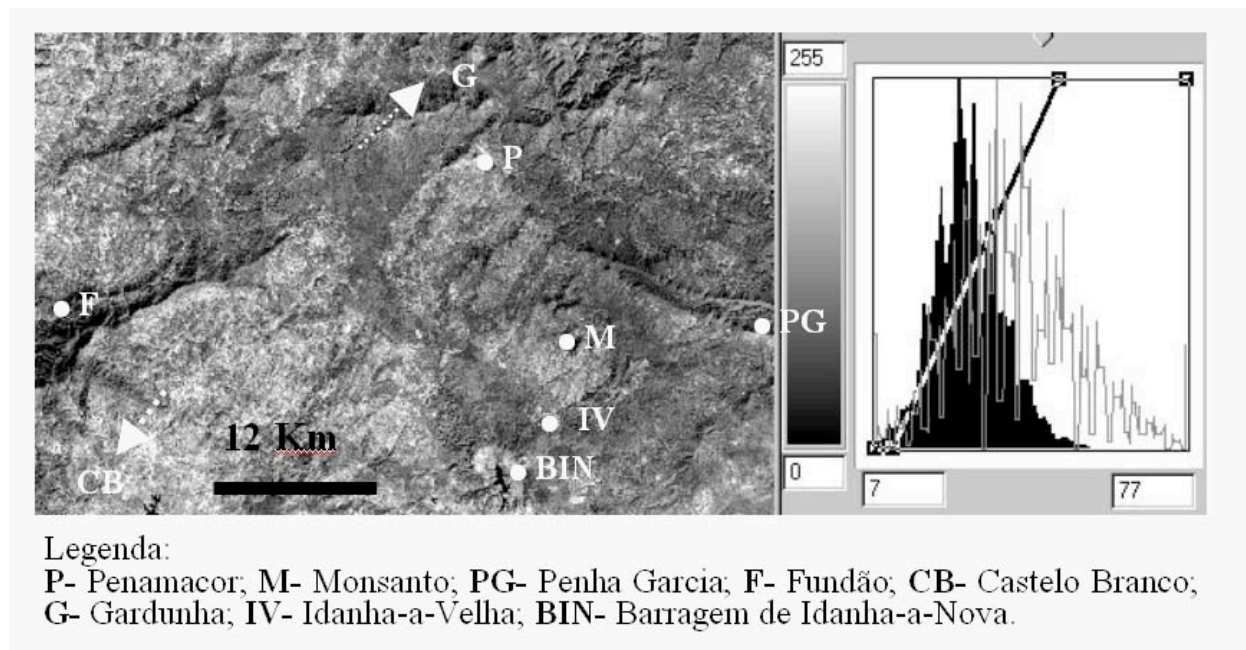 G
P
F
PG
M
12 Km
IV
CB
BIN
255
0
7
77
Legenda:
P- Penamacor; M- Monsanto; PG- Penha Garcia; F- Fundão; CB- Castelo Branco;
G- Gardunha; IV- Idanha-a-Velha; BIN- Barragem de Idanha-a-Nova.